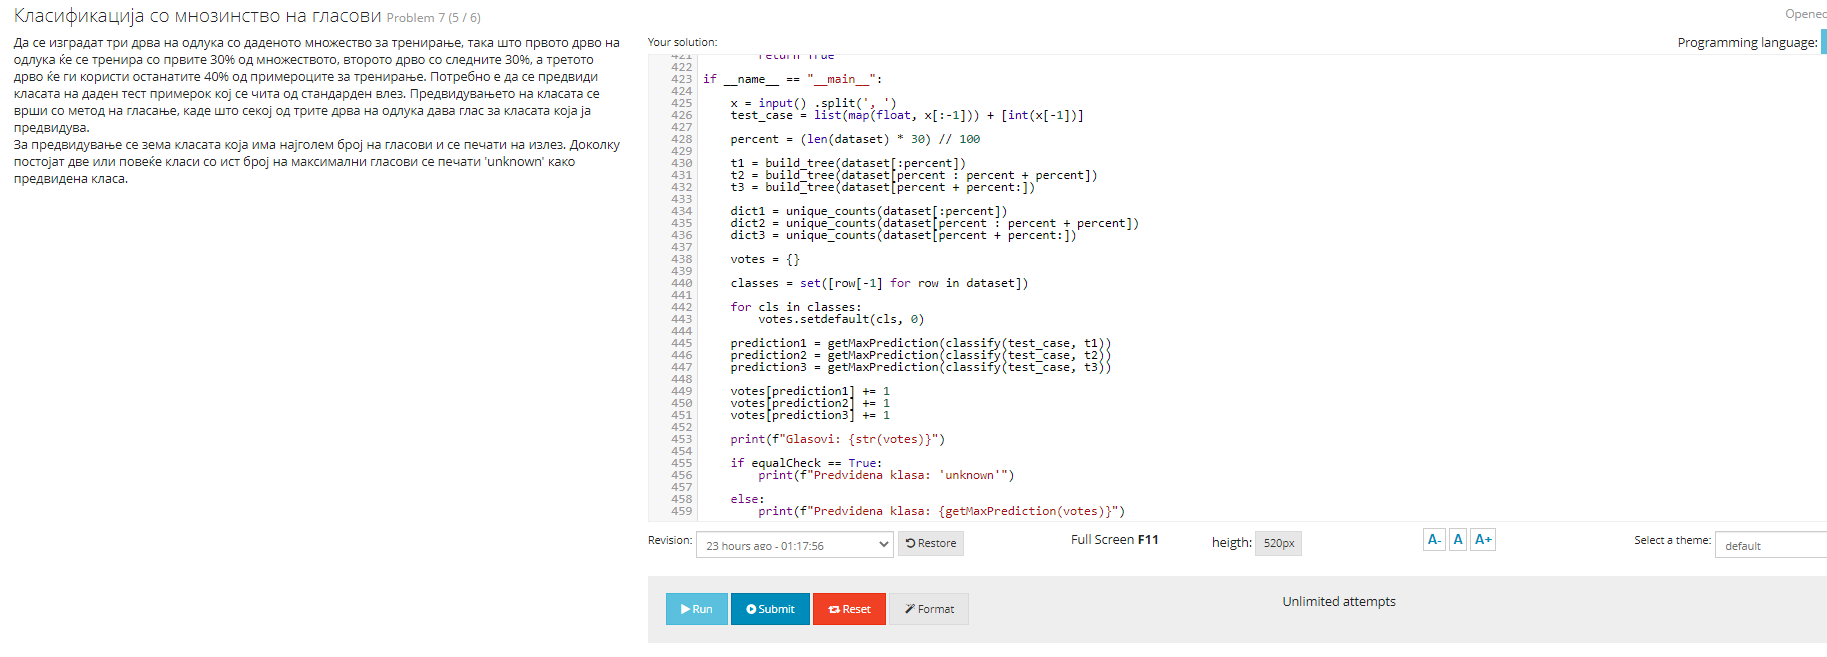 Класификација со мнозинство на гласови Problem 7 (5 / 6)
Openec
Да се изградат три дрва на одлука со даденото множество за тренирање, така што првото дрво на
одлука ќе се тренира со првите 30% од множеството, второто дрво со следните 30%, а третото
дрво ќе ги користи останатите 40% од примероците за тренирање. Потребно е да се предвиди
класата на даден тест примерок кој се чита од стандарден влез. Предвидувањето на класата се
врши со метод на гласање, каде што секој од трите дрва на одлука дава глас за класата која ја
предвидува.
За предвидување се зема класата која има најголем број на гласови и се печати на излез. Доколку
постојат две или повеќе класи со ист број на максимални гласови се печати 'unknown' како
предвидена класа.
Your solution:
Programming language:
421 return True
422
423 if __name__ == "__main__":
424
425 x = input() .split(', ')
426 test_case = list(map(float, x[:-1])) + [int(x[-1])]
427
428 percent = (len(dataset) * 30) // 100
429
430 t1 = build_tree(dataset[:percent])
431 t2 = build_tree(dataset[percent : percent + percent])
432 t3 = build_tree(dataset[percent + percent:])
433
434 dict1 = unique_counts(dataset[:percent])
435 dict2 = unique_counts(dataset[percent : percent + percent])
436 dict3 = unique_counts(dataset[percent + percent:])
437
438 votes = {}
439
440 classes = set([row[-1] for row in dataset])
441
442 for cls in classes:
443 votes.setdefault(cls, 0)
444
445 prediction1 = getMaxPrediction(classify(test_case, t1))
446 prediction2 = getMaxPrediction(classify(test_case, t2))
447 prediction3 = getMaxPrediction(classify(test_case, t3))
448
449 votes[prediction1] += 1
450 votes[prediction2] += 1
451 votes[prediction3] += 1
452
453 print(f"Glasovi: {str(votes)}")
454
455 if equalCheck == True:
456 print(f"Predvidena klasa: 'unknown'")
457
458 else:
459 print(f"Predvidena klasa: {getMaxPrediction(votes)}")
Revision: 23 hours ago - 01:17:56 Restore Full Screen F11 heigth: 520px A- A A+ Select a theme: default
Run Submit Reset Format Unlimited attempts